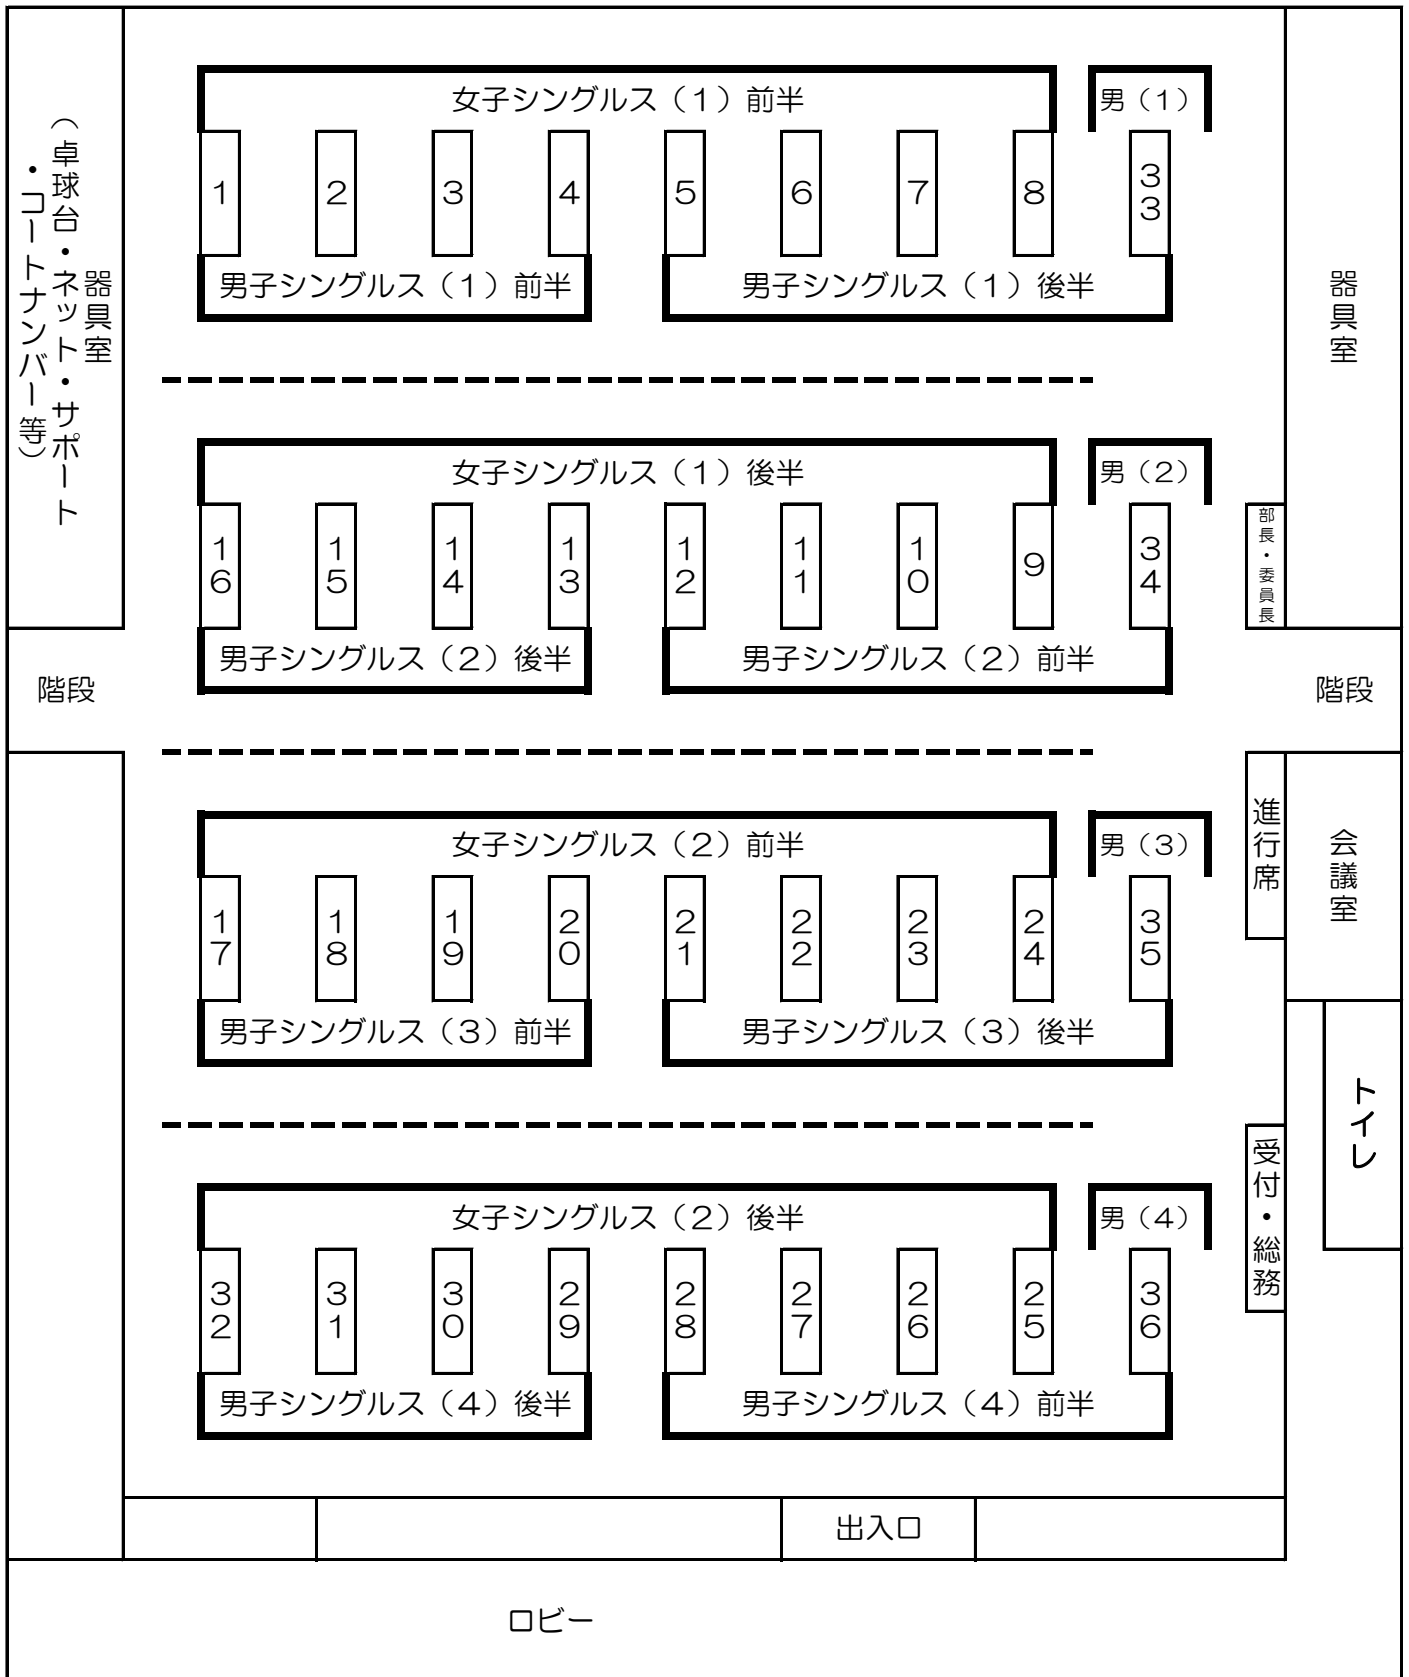 女子シングルス（１）前半
男（１）
１
２
３
４
５
６
７
８
３３
男子シングルス（１）前半
男子シングルス（１）後半
器具室
（卓球台・ネット・サポート
・コートナンバー等）
器具室
女子シングルス（１）後半
男（２）
１６
１５
１４
１３
１２
１１
１０
９
３４
部長・委員長
男子シングルス（２）後半
男子シングルス（２）前半
階段
階段
女子シングルス（２）前半
男（３）
１７
１８
１９
２０
２１
２２
２３
２４
３５
進行席
会議室
男子シングルス（３）前半
男子シングルス（３）後半
トイレ
女子シングルス（２）後半
男（４）
受付・総務
３２
３１
３０
２９
２８
２７
２６
２５
３６
男子シングルス（４）後半
男子シングルス（４）前半
出入口
ロビー